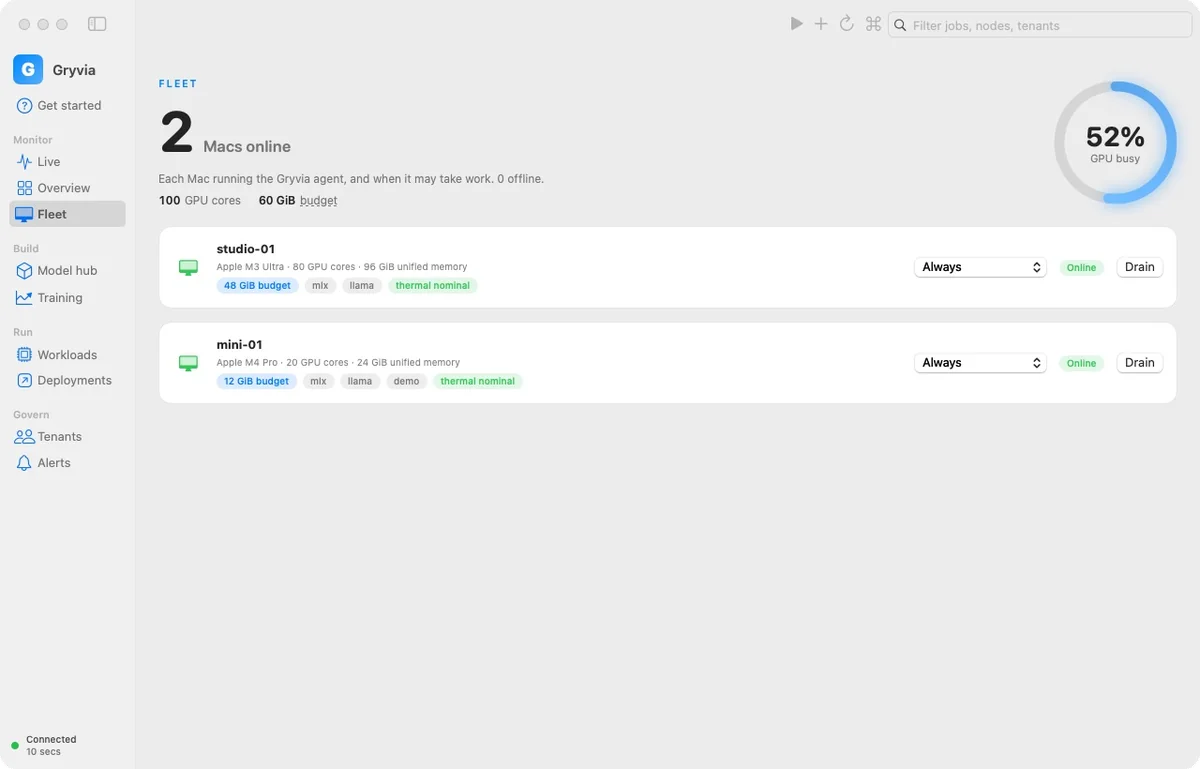 Filter jobs, nodes, tenants
G Gryvia
Get started
Monitor
Live
Overview
Fleet
Build
Model hub
Training
Run
Workloads
Deployments
Govern
Tenants
Alerts
Connected
10 secs
FLEET
2 Macs online
Each Mac running the Gryvia agent, and when it may take work. 0 offline.
100 GPU cores 60 GiB budget
52%
GPU busy
studio-01
Apple M3 Ultra · 80 GPU cores · 96 GiB unified memory
48 GiB budget mlx llama thermal nominal
Always Online Drain
mini-01
Apple M4 Pro · 20 GPU cores · 24 GiB unified memory
12 GiB budget mlx llama demo thermal nominal
Always Online Drain